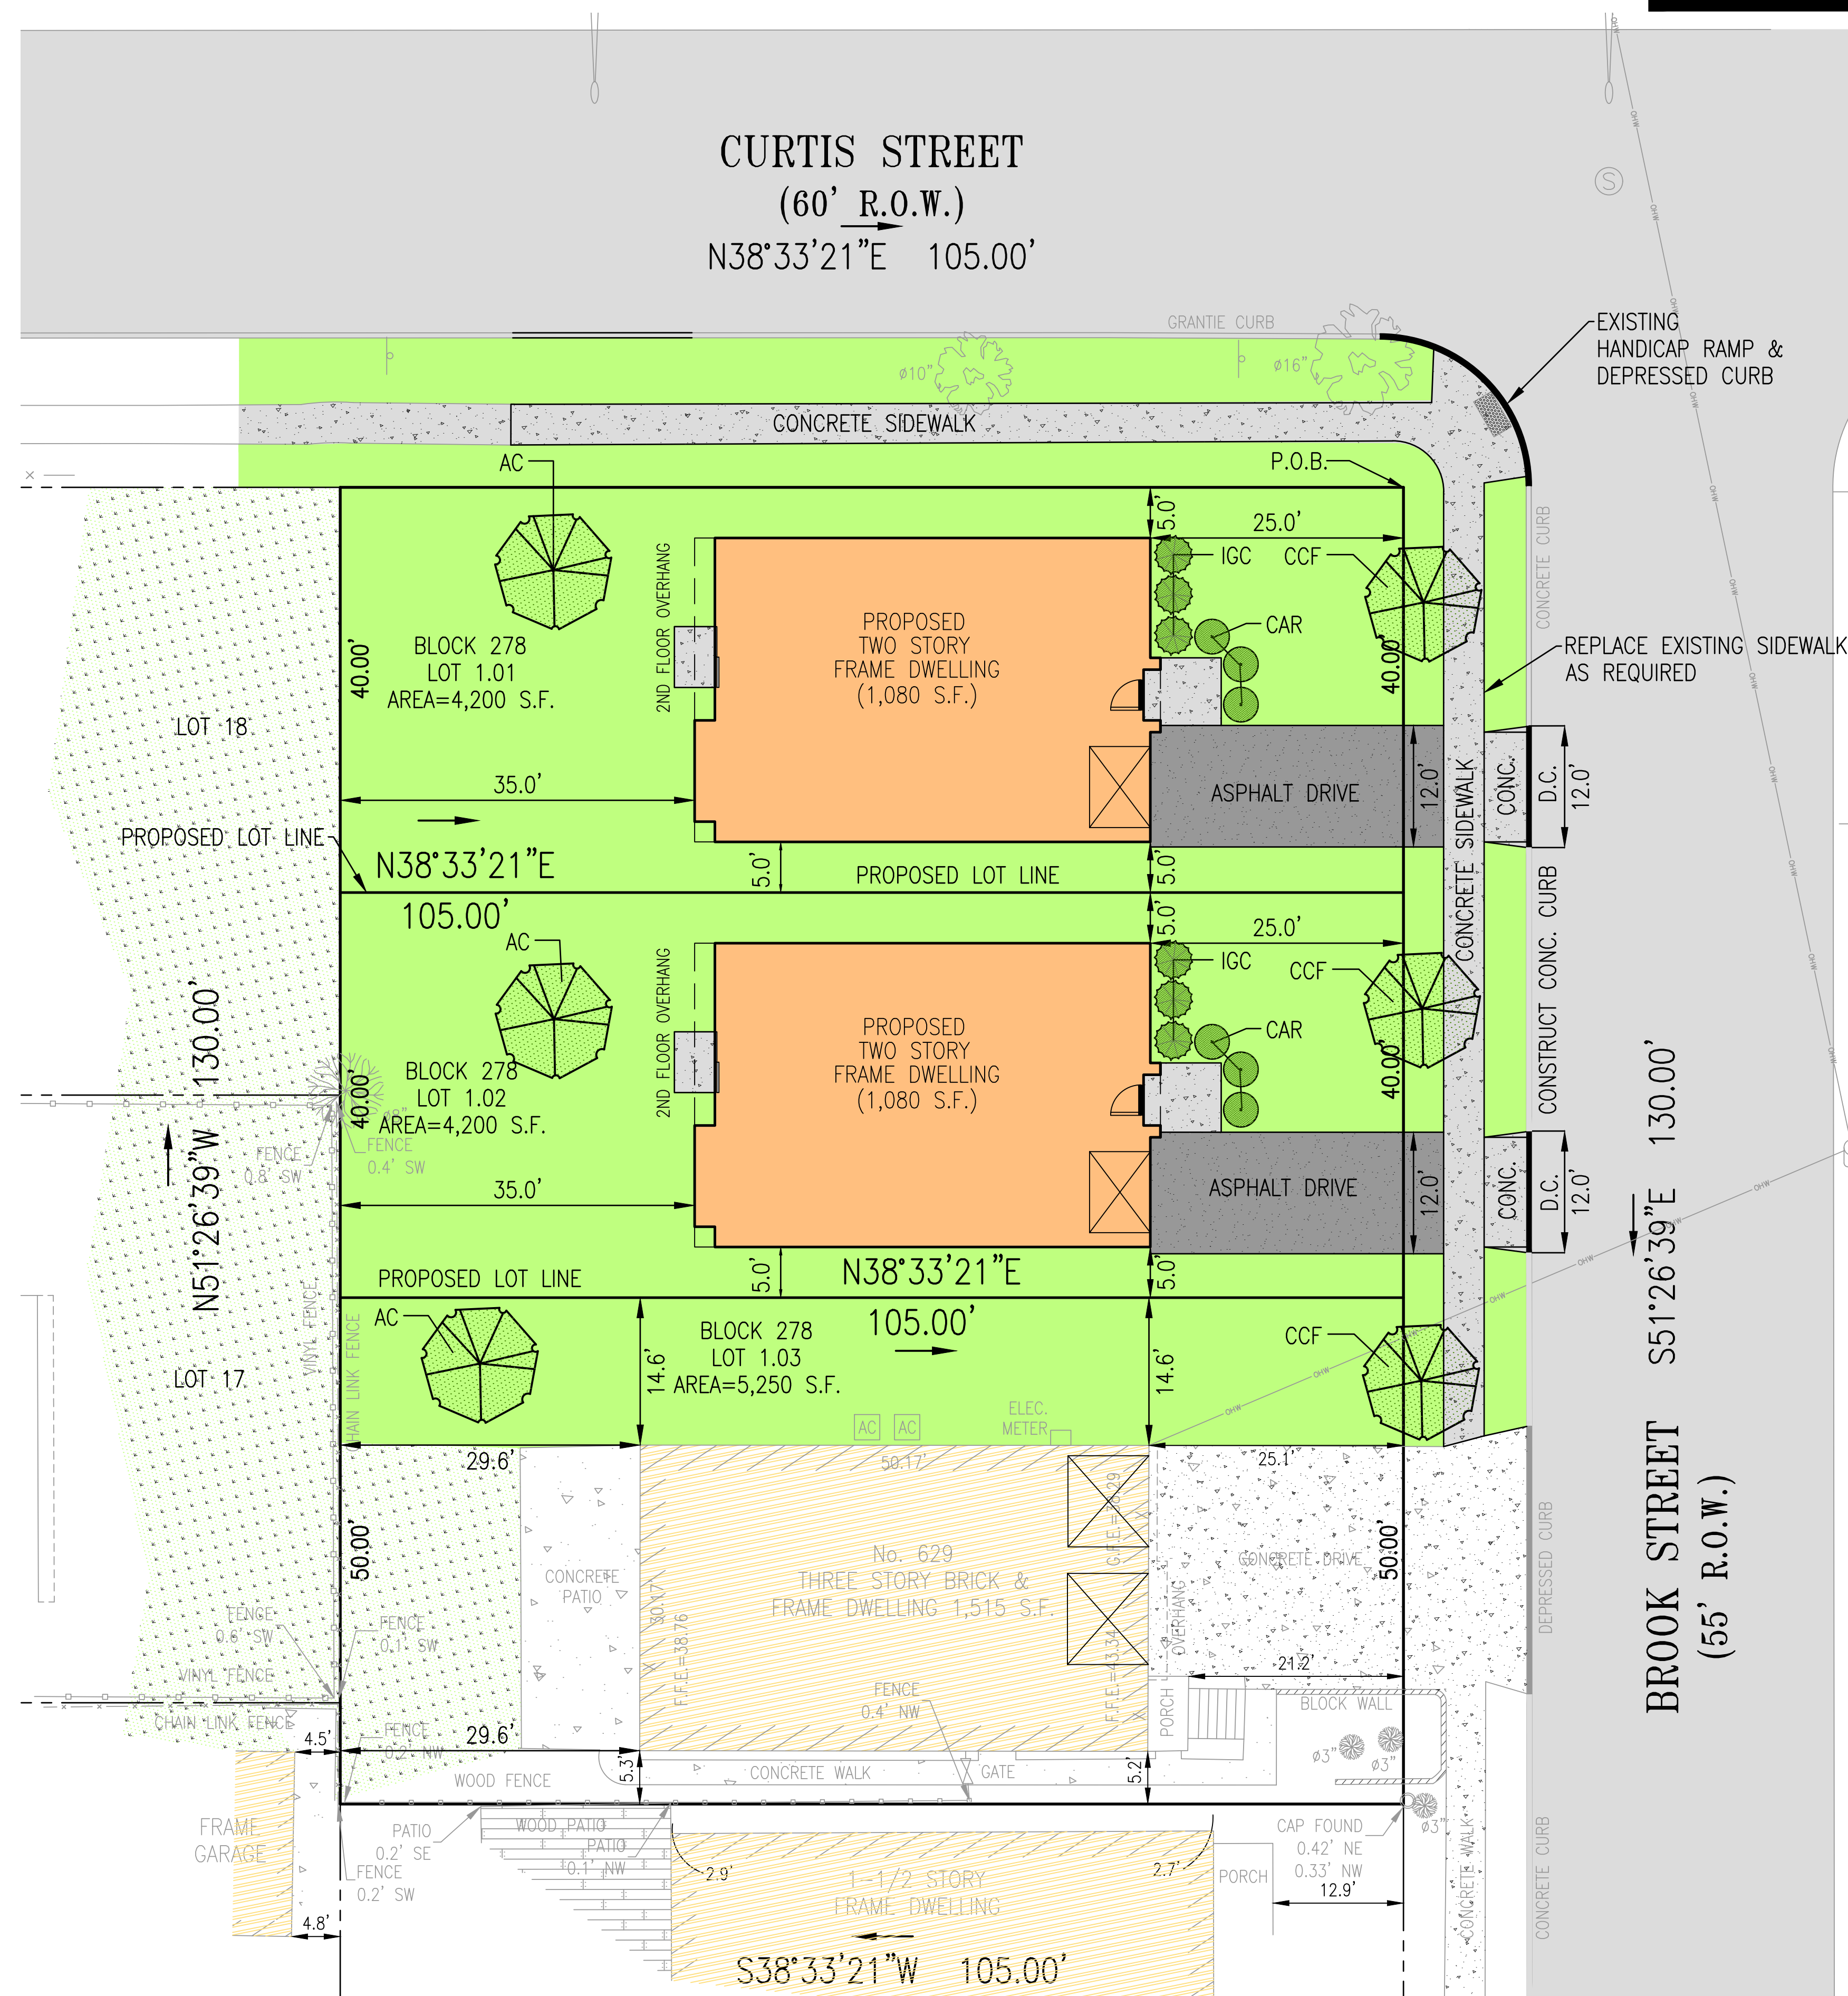 CURTIS STREET
(60' R.O.W.)
N38°33'21"E 105.00'
GRANTIE CURB
EXISTING
HANDICAP RAMP &
DEPRESSED CURB
Ø10"
Ø16"
CONCRETE SIDEWALK
S
OHW
AC
P.O.B.
5.0'
25.0'
IGC
CCF
CAR
2ND FLOOR OVERHANG
PROPOSED
TWO STORY
FRAME DWELLING
(1,080 S.F.)
BLOCK 278
LOT 1.01
AREA=4,200 S.F.
40.00'
40.00'
CONCRETE CURB
REPLACE EXISTING SIDEWALK
AS REQUIRED
LOT 18
35.0'
ASPHALT DRIVE
12.0'
CONCRETE SIDEWALK
CONC.
D.C.
12.0'
PROPOSED LOT LINE
N38°33'21"E
5.0'
PROPOSED LOT LINE
5.0'
105.00'
5.0'
25.0'
AC
IGC
CCF
CAR
2ND FLOOR OVERHANG
PROPOSED
TWO STORY
FRAME DWELLING
(1,080 S.F.)
BLOCK 278
LOT 1.02
AREA=4,200 S.F.
40.00'
40.00'
Ø8"
FENCE
0.8' SW
FENCE
0.4' SW
CONSTRUCT CONC. CURB
N51°26'39"W 130.00'
35.0'
ASPHALT DRIVE
12.0'
CONC.
D.C.
12.0'
S51°26'39"E 130.00'
PROPOSED LOT LINE
5.0'
N38°33'21"E
5.0'
105.00'
AC
BLOCK 278
LOT 1.03
AREA=5,250 S.F.
14.6'
14.6'
CCF
VINYL FENCE
CHAIN LINK FENCE
LOT 17
AC
AC
ELEC.
METER
29.6'
50.17'
25.1'
BROOK STREET
(55' R.O.W.)
50.00'
CONCRETE
PATIO
30.17'
F.F.E.=38.76
No. 629
THREE STORY BRICK &
FRAME DWELLING 1,515 S.F.
G.F.E.=38.29
F.F.E.=43.34
OVERHANG
CONCRETE DRIVE
50.00'
DEPRESSED CURB
FENCE
0.6' SW
FENCE
0.1' SW
VINYL FENCE
CHAIN LINK FENCE
FENCE
0.4' NW
PORCH
21.2'
BLOCK WALL
Ø3"
Ø3"
4.5'
FENCE
0.2' NW
29.6'
5.3'
WOOD FENCE
CONCRETE WALK
GATE
5.2'
FRAME
GARAGE
PATIO
0.2' SE
WOOD PATIO
PATIO
0.1' NW
FENCE
0.2' SW
2.9'
1-1/2 STORY
FRAME DWELLING
2.7'
PORCH
CAP FOUND
0.42' NE
0.33' NW
Ø3"
12.9'
CONCRETE WALK
CONCRETE CURB
4.8'
S38°33'21"W 105.00'